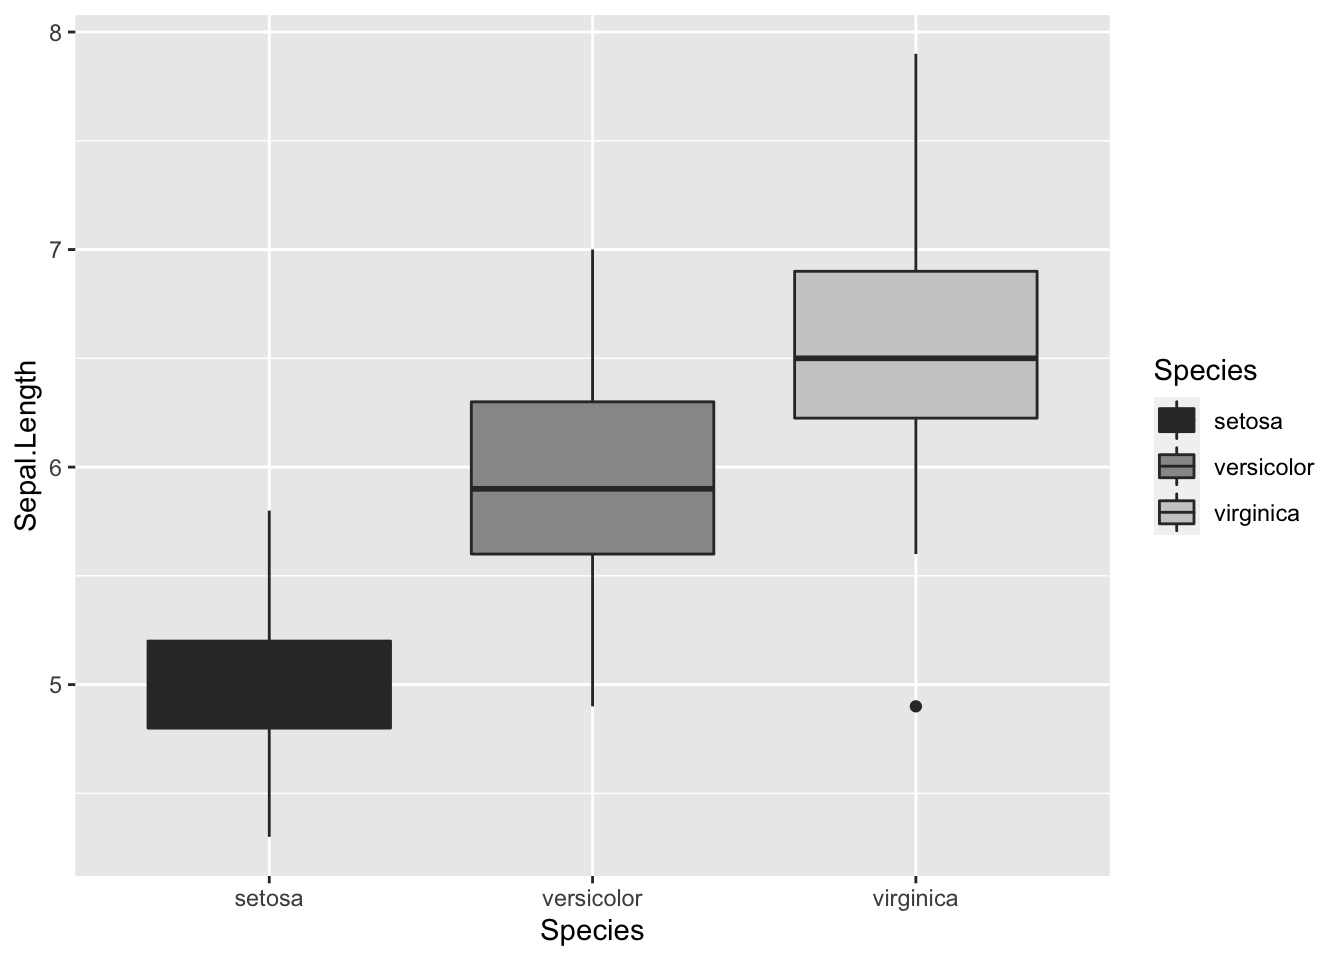 8
7
6
5
Sepal.Length
setosa
versicolor
virginica
Species
Species
setosa
versicolor
virginica